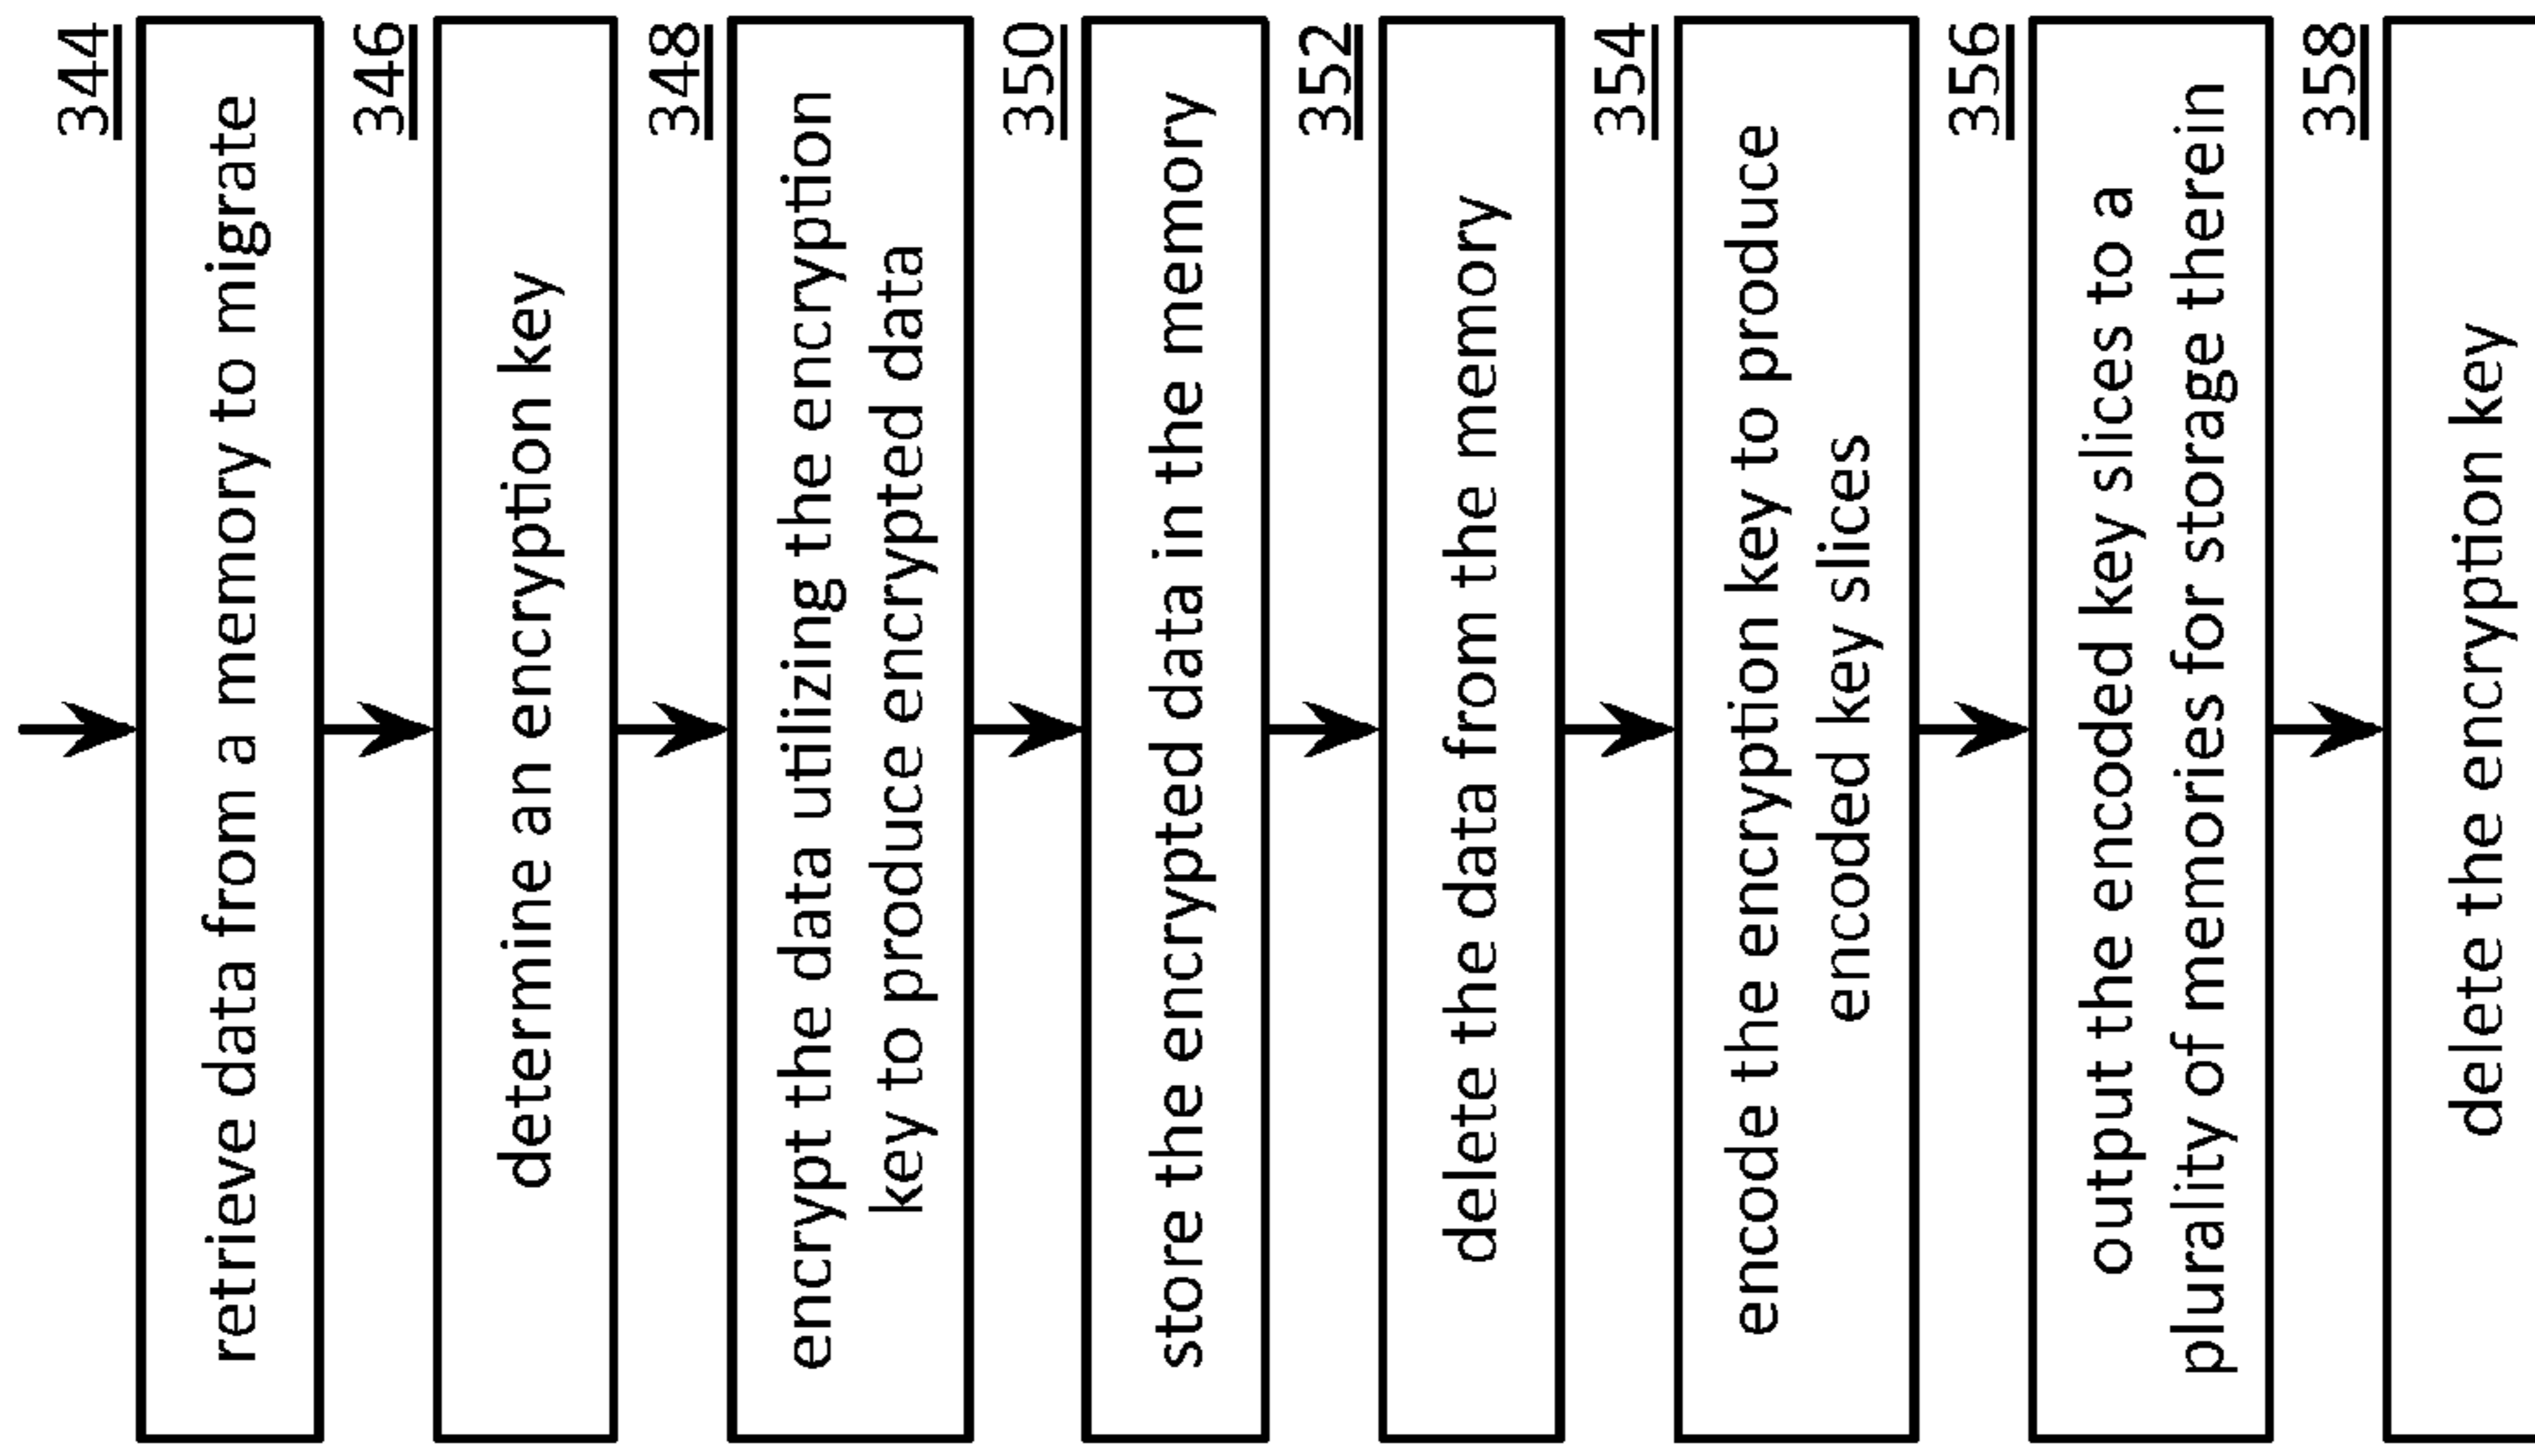 344
retrieve data from a memory to migrate
346
determine an encryption key
348
encrypt the data utilizing the encryption
key to produce encrypted data
350
store the encrypted data in the memory
352
delete the data from the memory
354
encode the encryption key to produce
encoded key slices
356
output the encoded key slices to a
plurality of memories for storage therein
358
delete the encryption key